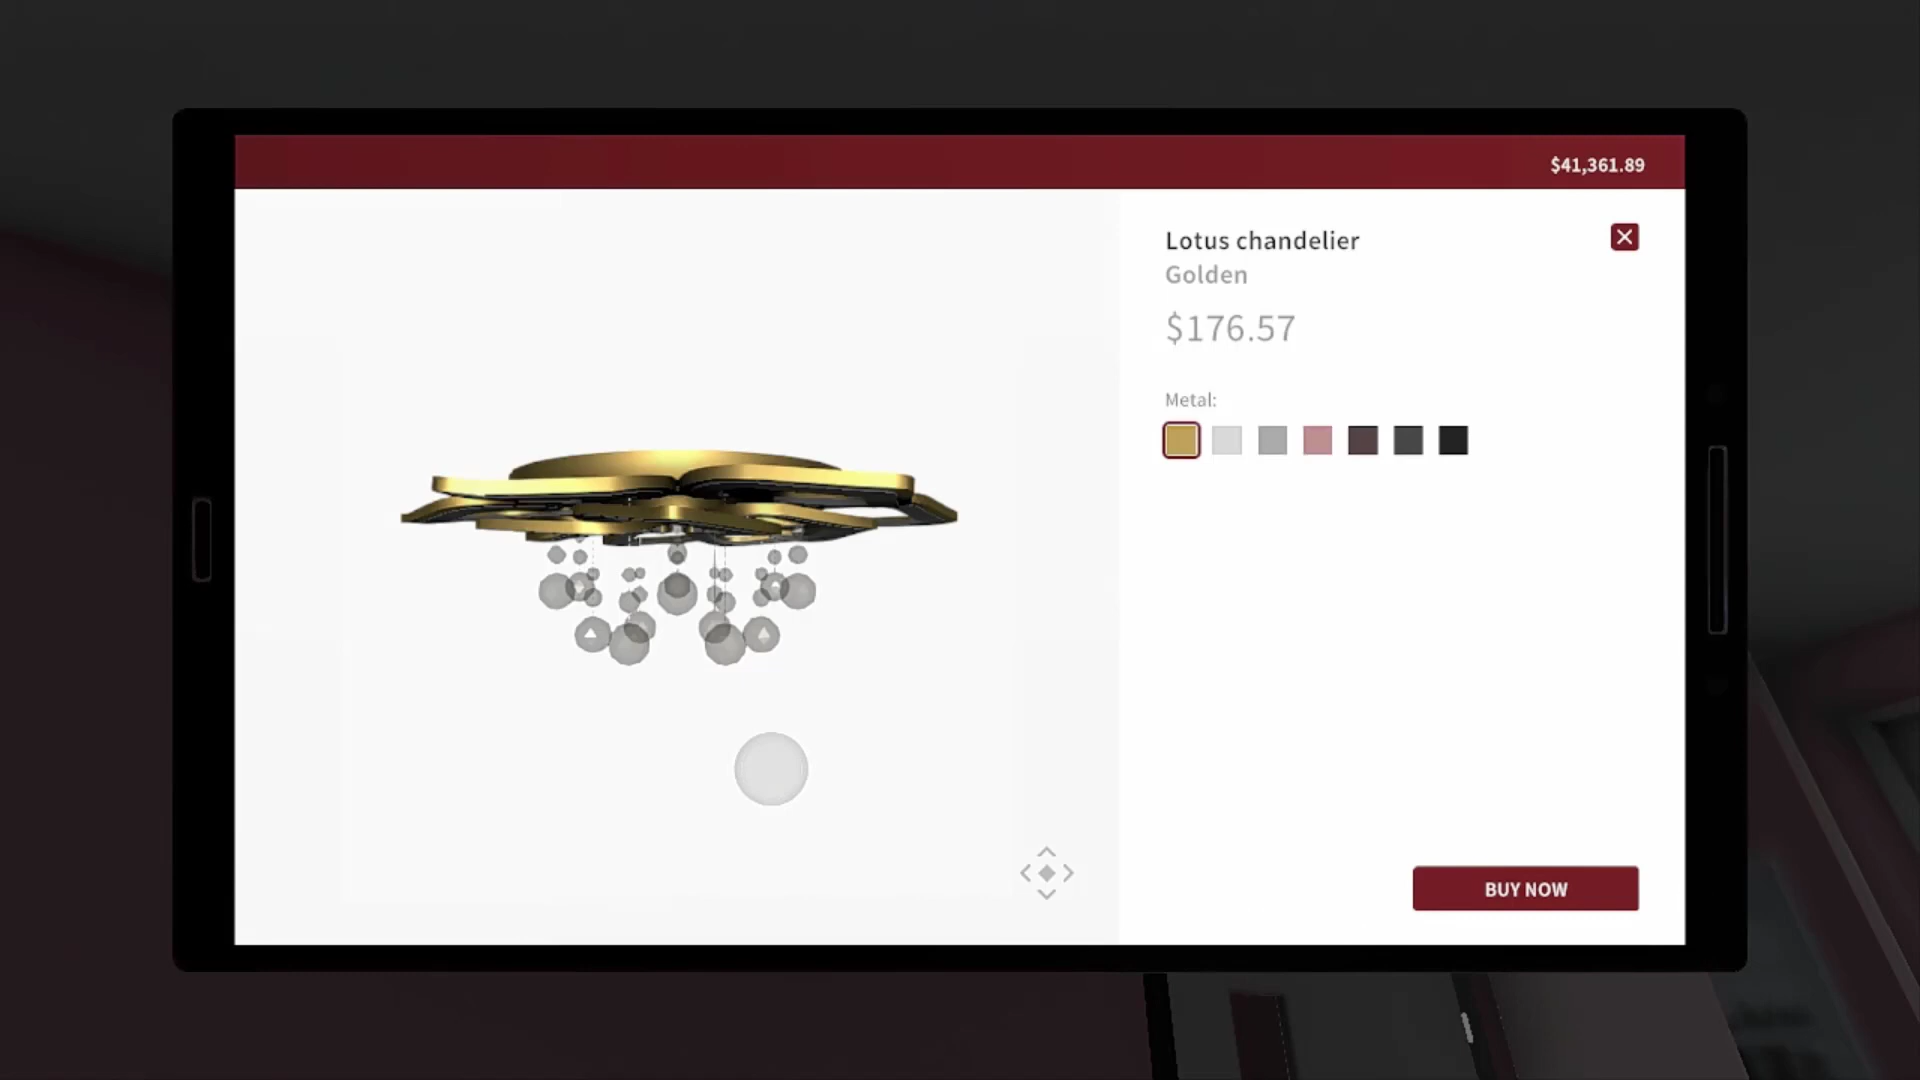 $41,361.89
Lotus chandelier
Golden
$176.57
Metal:
BUY NOW